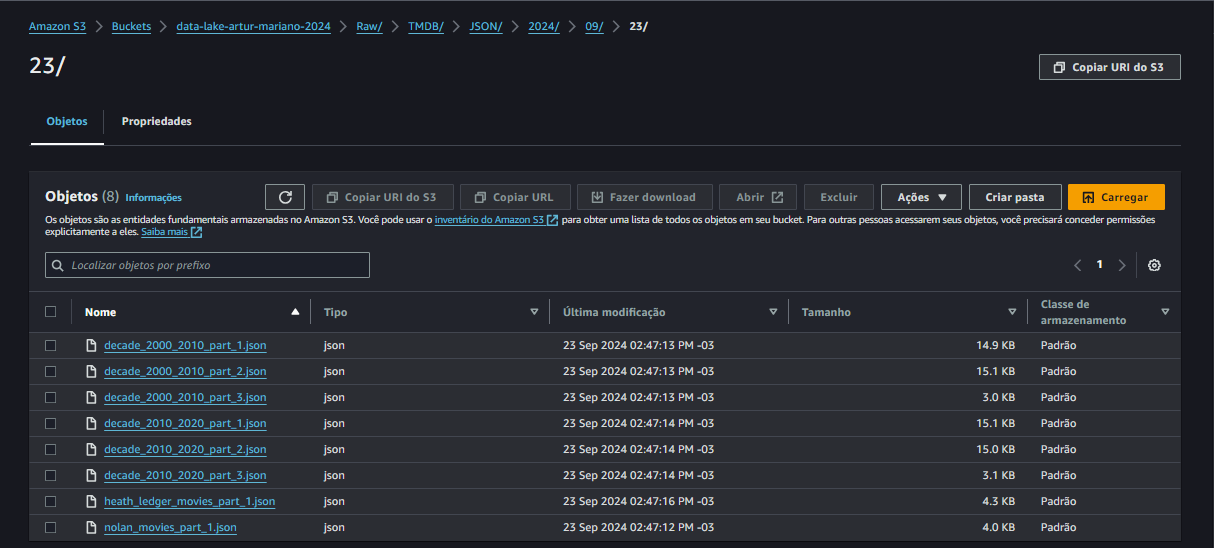 Amazon S3 > Buckets > data-lake-artur-mariano-2024 > Raw/ > TMDB/ > JSON/ > 2024/ > 09/ > 23/
23/
Copiar URI do S3
Objetos Propriedades
Objetos (8) Informações
Copiar URI do S3 Copiar URL Fazer download Abrir Excluir Ações Criar pasta Carregar
Os objetos são as entidades fundamentais armazenadas no Amazon S3. Você pode usar o inventário do Amazon S3 para obter uma lista de todos os objetos em seu bucket. Para outras pessoas acessarem seus objetos, você precisará conceder permissões
explicitamente a eles. Saiba mais
Localizar objetos por prefixo
1
Nome Tipo Última modificação Tamanho Classe de
armazenamento
decade_2000_2010_part_1.json json 23 Sep 2024 02:47:13 PM -03 14.9 KB Padrão
decade_2000_2010_part_2.json json 23 Sep 2024 02:47:13 PM -03 15.1 KB Padrão
decade_2000_2010_part_3.json json 23 Sep 2024 02:47:13 PM -03 3.0 KB Padrão
decade_2010_2020_part_1.json json 23 Sep 2024 02:47:14 PM -03 15.1 KB Padrão
decade_2010_2020_part_2.json json 23 Sep 2024 02:47:14 PM -03 15.0 KB Padrão
decade_2010_2020_part_3.json json 23 Sep 2024 02:47:14 PM -03 3.1 KB Padrão
heath_ledger_movies_part_1.json json 23 Sep 2024 02:47:16 PM -03 4.3 KB Padrão
nolan_movies_part_1.json json 23 Sep 2024 02:47:12 PM -03 4.0 KB Padrão